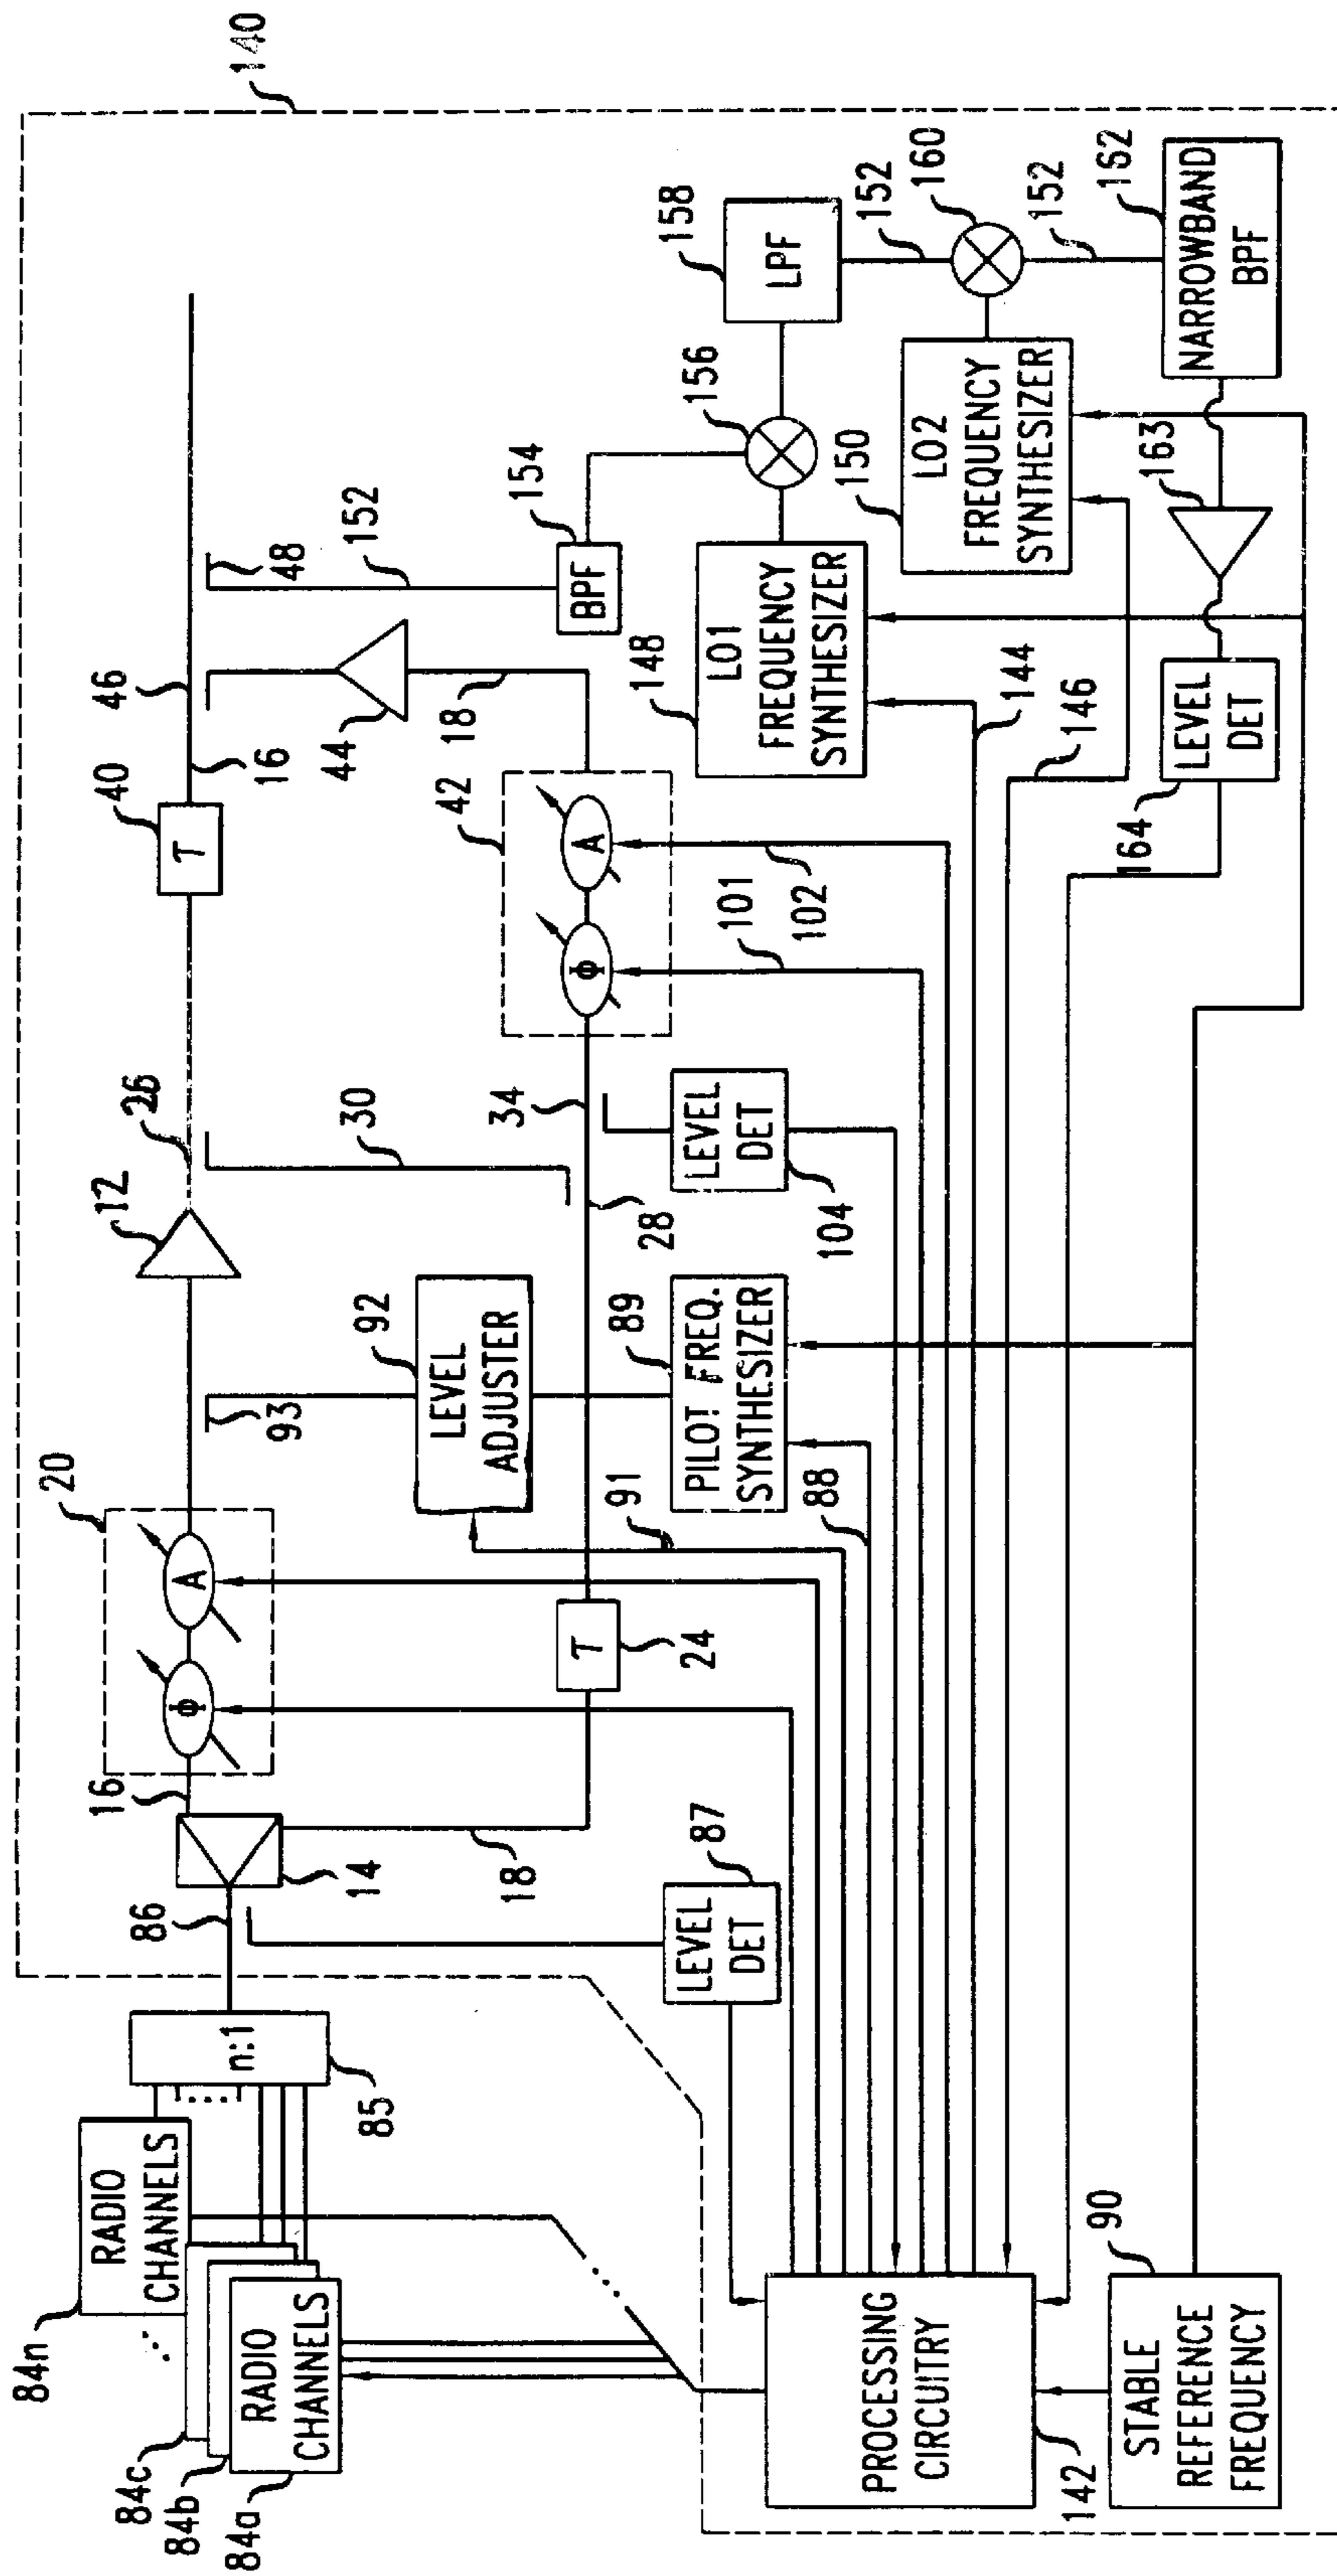 140
84n
RADIO
CHANNELS
84c
84b
84a
RADIO
CHANNELS
n:1
85
86
14
16
18
20
Φ
A
12
26
93
92
LEVEL
ADJUSTER
91
88
89
PILOT FREQ.
SYNTHESIZER
87
LEVEL
DET
T
24
28
30
34
LEVEL
DET
104
40
T
16
46
42
Φ
A
101
102
44
18
48
152
154
BPF
156
158
LPF
152
160
152
162
NARROWBAND
BPF
148
LO1
FREQUENCY
SYNTHESIZER
150
LO2
FREQUENCY
SYNTHESIZER
163
144
146
LEVEL
DET
164
PROCESSING
CIRCUITRY
142
90
STABLE
REFERENCE
FREQUENCY